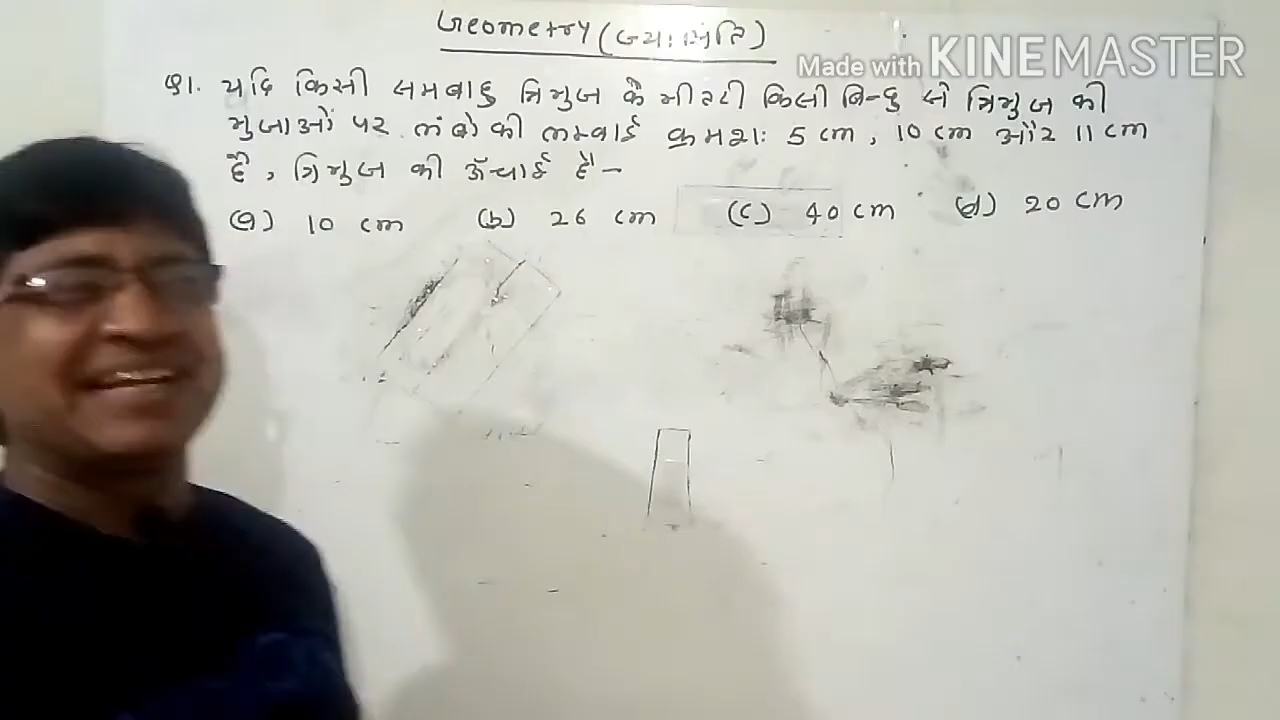 Geometry (ज्यामिति)
Made with KINEMASTER
Q1. यदि किसी समबाहु त्रिभुज के भीतरी किसी बिन्दु से त्रिभुज की
भुजाओं पर लंबो की लम्बाई क्रमशः 5 cm, 10 cm और 11 cm
है, त्रिभुज की ऊँचाई है -
(a) 10 cm (b) 26 cm (c) 40 cm (d) 20 cm